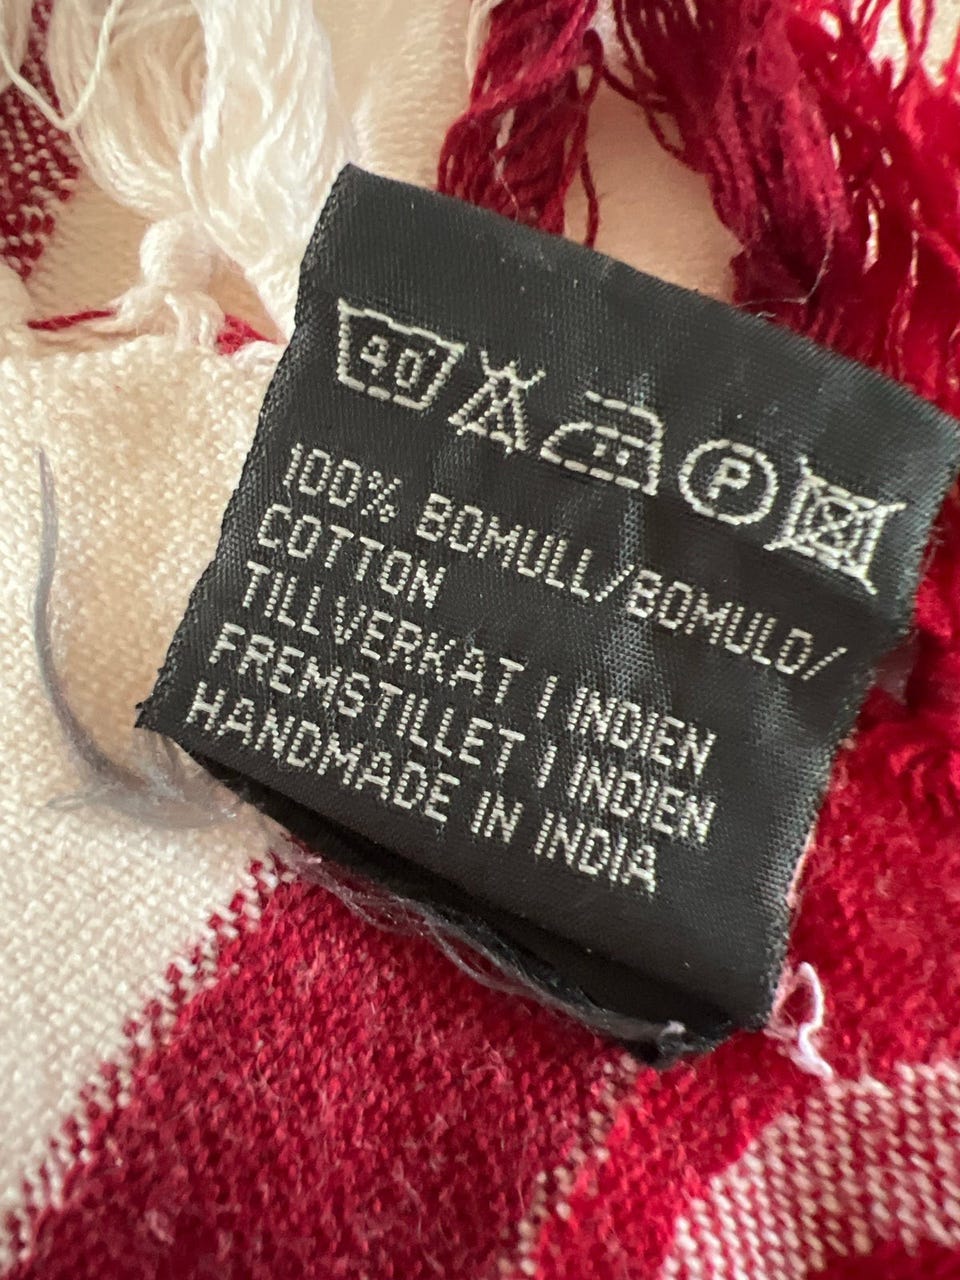 40°
P
100% BOMULL/BOMULD/
COTTON
TILLVERKAT I INDIEN
FREMSTILLET I INDIEN
HANDMADE IN INDIA